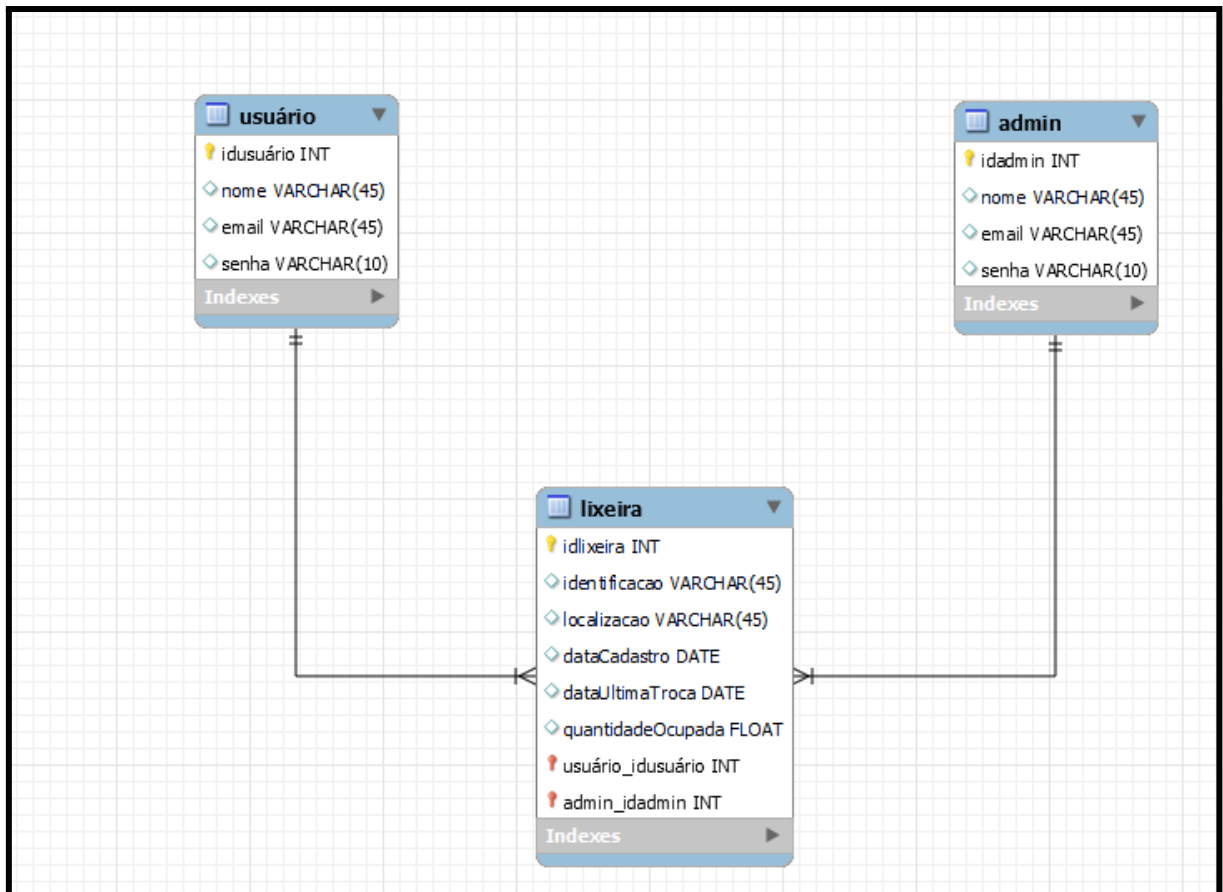 usuário
idusuário INT
nome VARCHAR(45)
email VARCHAR(45)
senha VARCHAR(10)
Indexes
admin
idadmin INT
nome VARCHAR(45)
email VARCHAR(45)
senha VARCHAR(10)
Indexes
lixeira
idlixeira INT
identificacao VARCHAR(45)
localizacao VARCHAR(45)
dataCadastro DATE
dataUltimaTroca DATE
quantidadeOcupada FLOAT
usuário_idusuário INT
admin_idadmin INT
Indexes